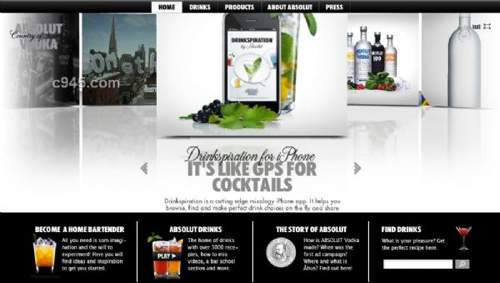 HOME
DRINKS
PRODUCTS
ABOUT ABSOLUT
PRESS
ABSOLUT
Country of Sweden
VODKA
c945.com
DRINKSPIRATION
by Absolut
Drinkspiration for iPhone
IT'S LIKE GPS FOR
COCKTAILS
Drinkspiration is a cutting edge mixology iPhone app. It helps you
browse, find and make perfect drink choices on the fly and share
BECOME A HOME BARTENDER
All you need is som imagi-
nation and the will to
experiment! Here you will
find ideas and inspiration
to get you started.
ABSOLUT DRINKS
PLAY
The home of drinks
with over 3000 rece-
pies, how to mix
videos, a bar school
section and more.
THE STORY OF ABSOLUT
How is ABSOLUT Vodka
made? When was the
first ad campaign?
Where and what is
Åhus? Find out here!
FIND DRINKS
What is your pleasure? Get
the perfect recipe here.